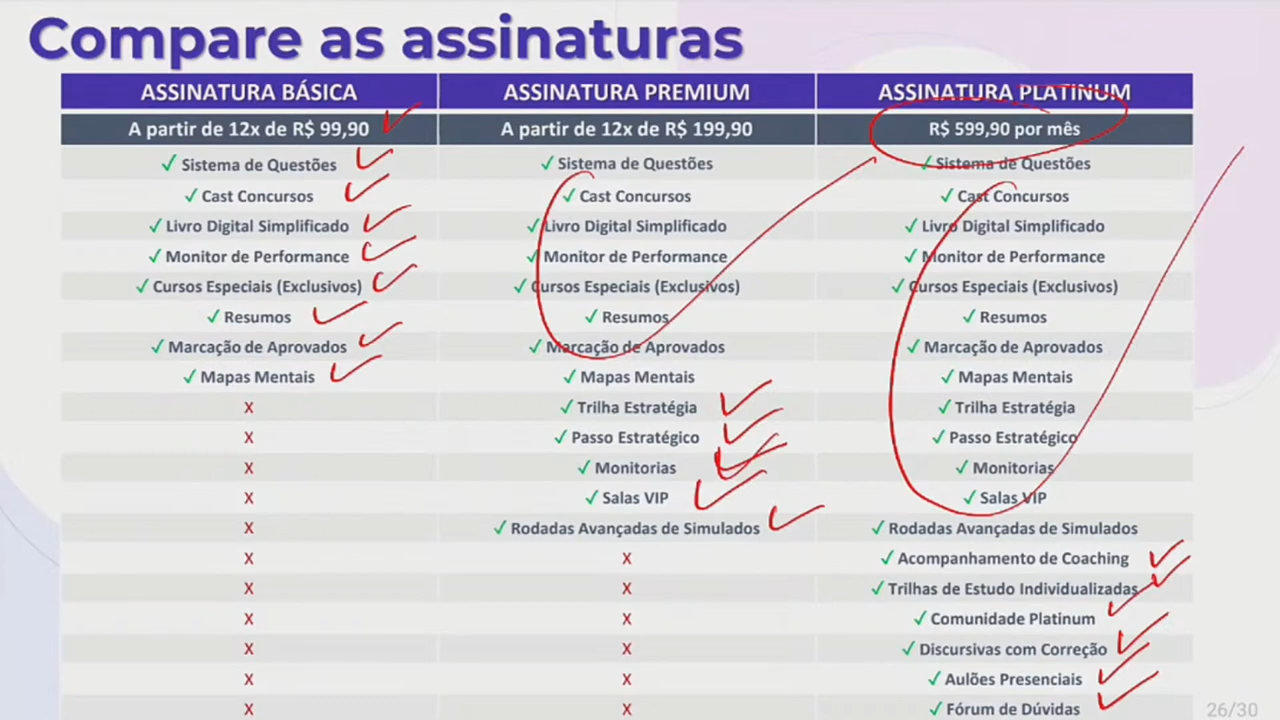 Compare as assinaturas
ASSINATURA BÁSICA ASSINATURA PREMIUM ASSINATURA PLATINUM
A partir de 12x de R$ 99,90 A partir de 12x de R$ 199,90 R$ 599,90 por mês
✓ Sistema de Questões ✓ Sistema de Questões ✓ Sistema de Questões
✓ Cast Concursos ✓ Cast Concursos ✓ Cast Concursos
✓ Livro Digital Simplificado ✓ Livro Digital Simplificado ✓ Livro Digital Simplificado
✓ Monitor de Performance ✓ Monitor de Performance ✓ Monitor de Performance
✓ Cursos Especiais (Exclusivos) ✓ Cursos Especiais (Exclusivos) ✓ Cursos Especiais (Exclusivos)
✓ Resumos ✓ Resumos ✓ Resumos
✓ Marcação de Aprovados ✓ Marcação de Aprovados ✓ Marcação de Aprovados
✓ Mapas Mentais ✓ Mapas Mentais ✓ Mapas Mentais
X ✓ Trilha Estratégia ✓ Trilha Estratégia
X ✓ Passo Estratégico ✓ Passo Estratégico
X ✓ Monitorias ✓ Monitorias
X ✓ Salas VIP ✓ Salas VIP
X ✓ Rodadas Avançadas de Simulados ✓ Rodadas Avançadas de Simulados
X X ✓ Acompanhamento de Coaching
X X ✓ Trilhas de Estudo Individualizadas
X X ✓ Comunidade Platinum
X X ✓ Discursivas com Correção
X X ✓ Aulões Presenciais
X X ✓ Fórum de Dúvidas
26/30